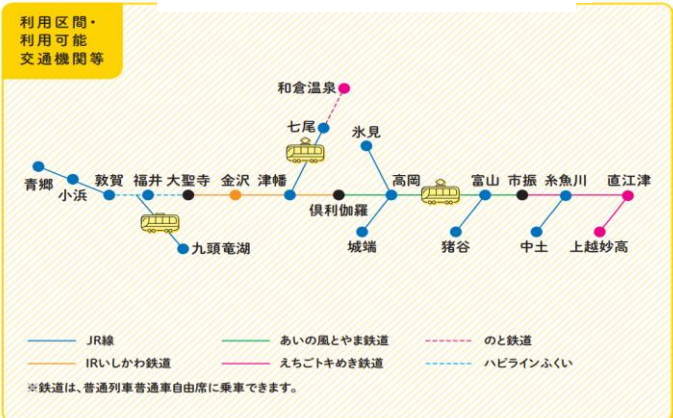 利用区間・
利用可能
交通機関等
和倉温泉
七尾
氷見
青郷
小浜
敦賀
福井
大聖寺
金沢
津幡
倶利伽羅
高岡
富山
市振
糸魚川
直江津
九頭竜湖
城端
猪谷
中土
上越妙高
JR線
あいの風とやま鉄道
のと鉄道
IRいしかわ鉄道
えちごトキめき鉄道
ハピラインふくい
※鉄道は、普通列車普通車自由席に乗車できます。